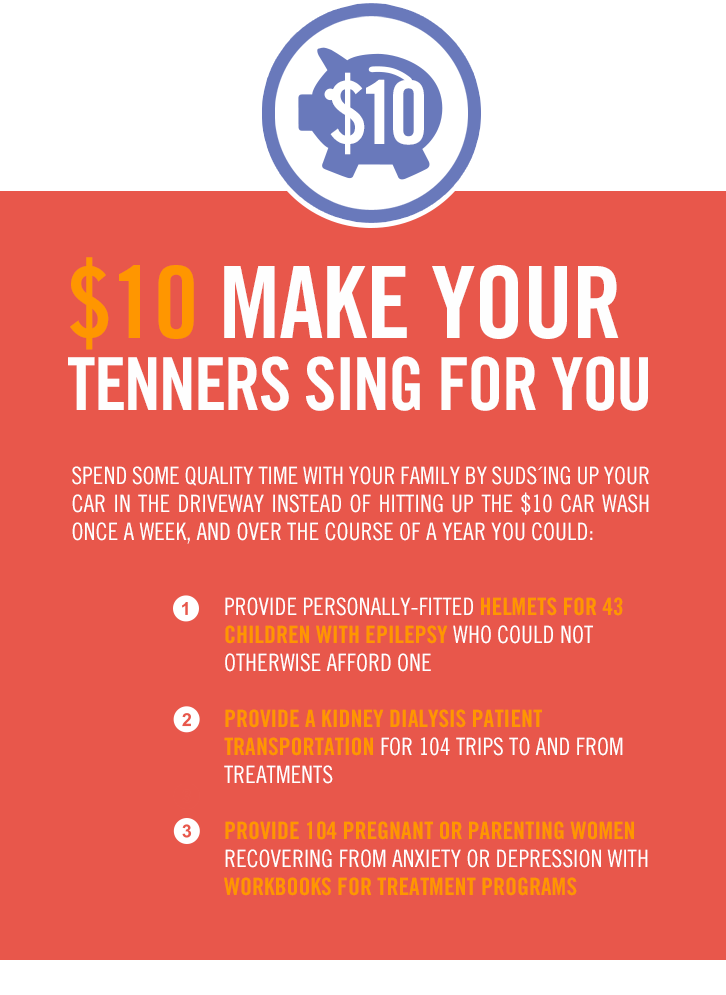 $10
$10 MAKE YOUR
TENNERS SING FOR YOU
SPEND SOME QUALITY TIME WITH YOUR FAMILY BY SUDS´ING UP YOUR
CAR IN THE DRIVEWAY INSTEAD OF HITTING UP THE $10 CAR WASH
ONCE A WEEK, AND OVER THE COURSE OF A YEAR YOU COULD:
1 PROVIDE PERSONALLY-FITTED HELMETS FOR 43
CHILDREN WITH EPILEPSY WHO COULD NOT
OTHERWISE AFFORD ONE
2 PROVIDE A KIDNEY DIALYSIS PATIENT
TRANSPORTATION FOR 104 TRIPS TO AND FROM
TREATMENTS
3 PROVIDE 104 PREGNANT OR PARENTING WOMEN
RECOVERING FROM ANXIETY OR DEPRESSION WITH
WORKBOOKS FOR TREATMENT PROGRAMS